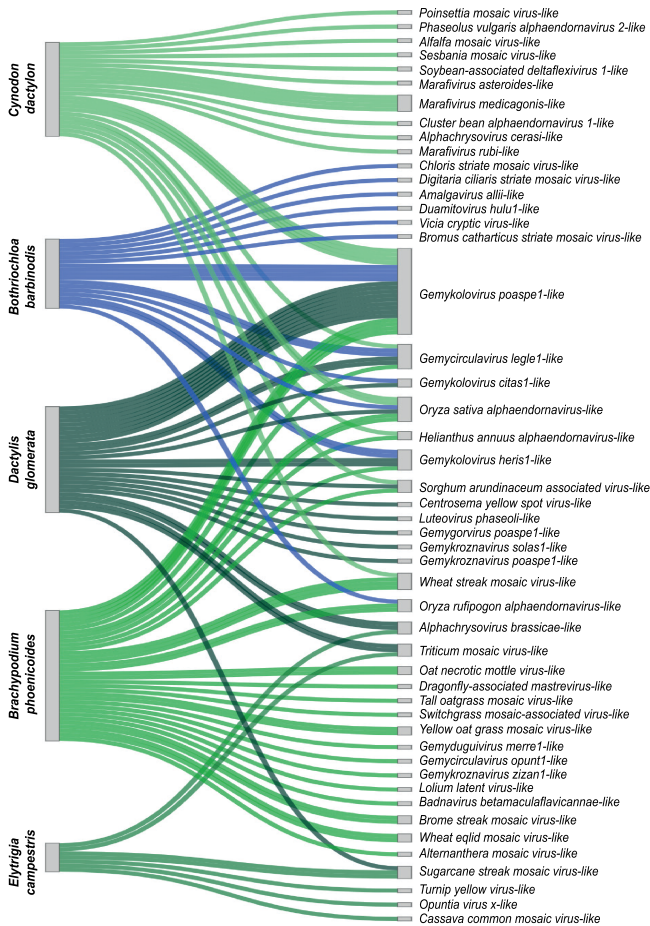 Cynodon
dactylon
Bothriochloa
barbinodis
Dactylis
glomerata
Brachypodium
phoenicoides
Elytrigia
campestris
Poinsettia mosaic virus-like
Phaseolus vulgaris alphaendornavirus 2-like
Alfalfa mosaic virus-like
Sesbania mosaic virus-like
Soybean-associated deltaflexivirus 1-like
Marafivirus asteroides-like
Marafivirus medicagonis-like
Cluster bean alphaendornavirus 1-like
Alphachrysovirus cerasi-like
Marafivirus rubi-like
Chloris striate mosaic virus-like
Digitaria ciliaris striate mosaic virus-like
Amalgavirus allii-like
Duamitovirus hulu1-like
Vicia cryptic virus-like
Bromus catharticus striate mosaic virus-like
Gemykolovirus poaspe1-like
Gemycirculavirus legle1-like
Gemykolovirus citas1-like
Oryza sativa alphaendornavirus-like
Helianthus annuus alphaendornavirus-like
Gemykolovirus heris1-like
Sorghum arundinaceum associated virus-like
Centrosema yellow spot virus-like
Luteovirus phaseoli-like
Gemygorvirus poaspe1-like
Gemykroznavirus solas1-like
Gemykroznavirus poaspe1-like
Wheat streak mosaic virus-like
Oryza rufipogon alphaendornavirus-like
Alphachrysovirus brassicae-like
Triticum mosaic virus-like
Oat necrotic mottle virus-like
Dragonfly-associated mastrevirus-like
Tall oatgrass mosaic virus-like
Switchgrass mosaic-associated virus-like
Yellow oat grass mosaic virus-like
Gemyduguivirus merre1-like
Gemycirculavirus opunt1-like
Gemykroznavirus zizan1-like
Lolium latent virus-like
Badnavirus betamaculaflavicannae-like
Brome streak mosaic virus-like
Wheat eqlid mosaic virus-like
Alternanthera mosaic virus-like
Sugarcane streak mosaic virus-like
Turnip yellow virus-like
Opuntia virus x-like
Cassava common mosaic virus-like